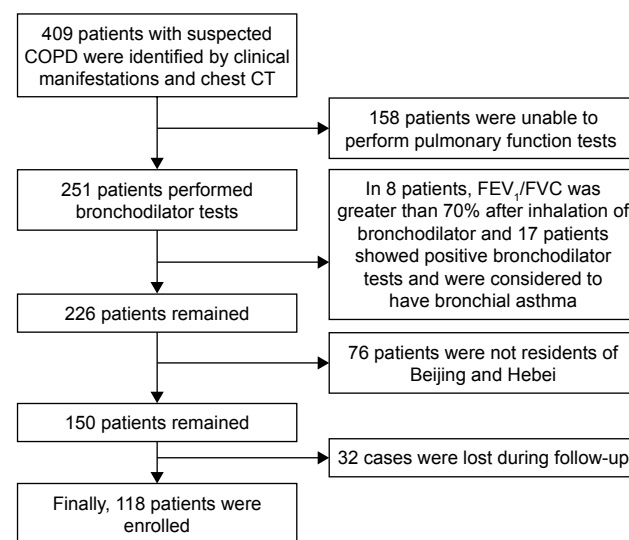 409 patients with suspected
COPD were identified by clinical
manifestations and chest CT
158 patients were unable to
perform pulmonary function tests
251 patients performed
bronchodilator tests
In 8 patients, FEV₁/FVC was
greater than 70% after inhalation of
bronchodilator and 17 patients
showed positive bronchodilator
tests and were considered to
have bronchial asthma
226 patients remained
76 patients were not residents of
Beijing and Hebei
150 patients remained
32 cases were lost during follow-up
Finally, 118 patients were
enrolled